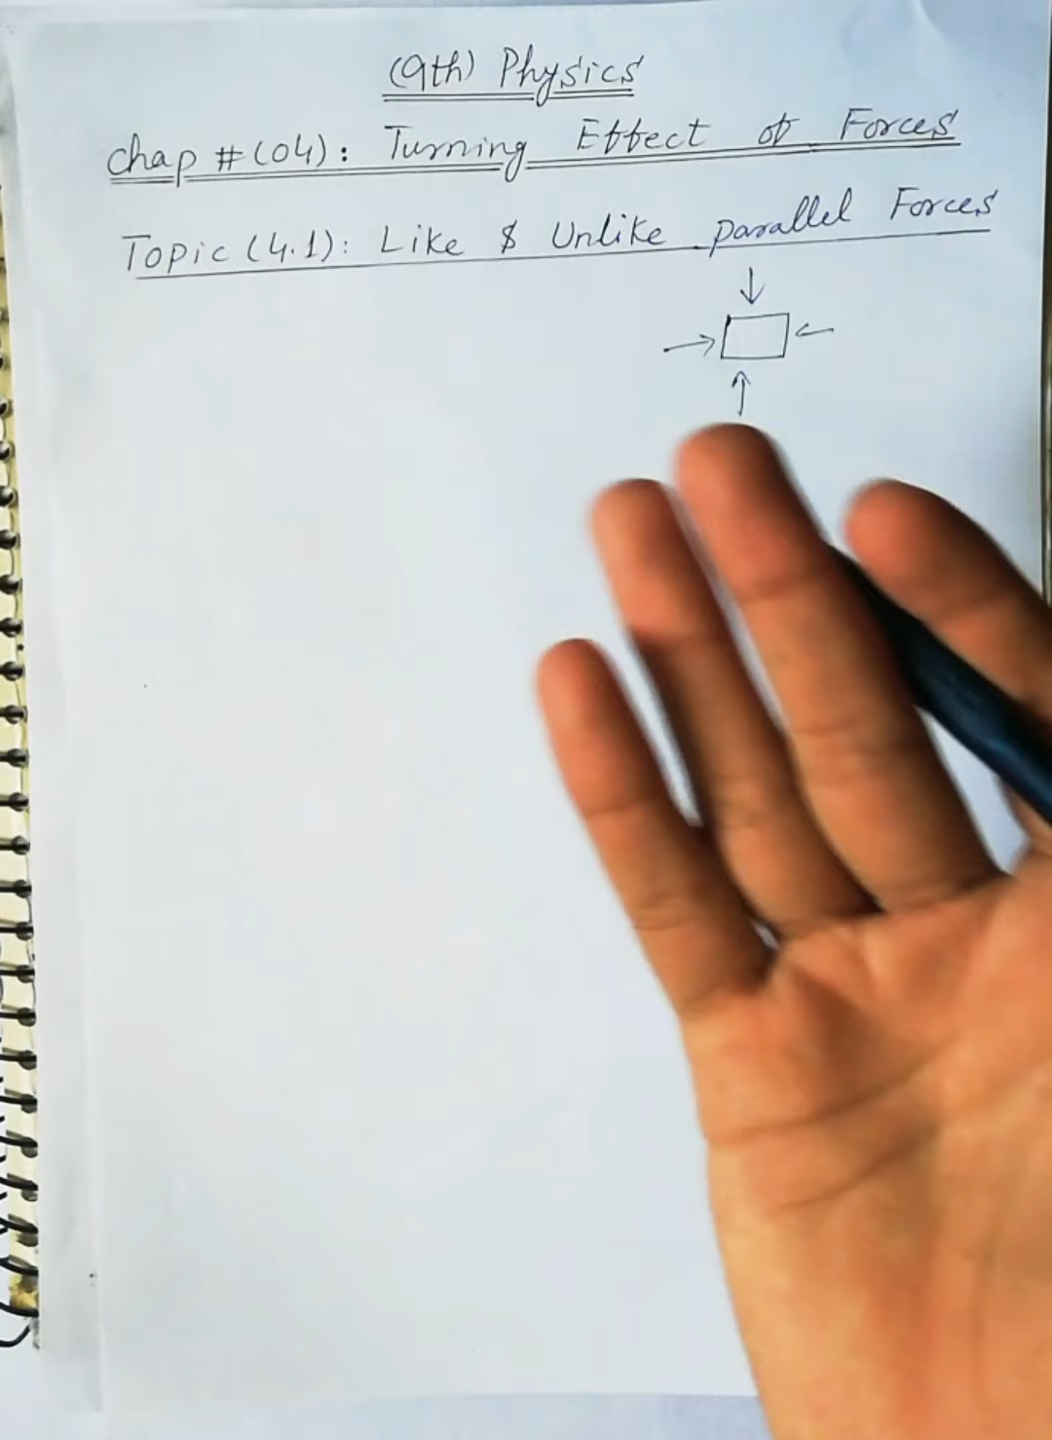 (9th) Physics
Chap # (04): Turning Effect of Forces
Topic (4.1): Like & Unlike parallel Forces